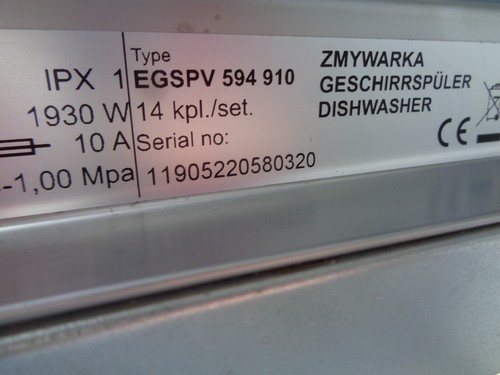 IPX 1
1930 W
10 A
-1,00 Mpa
Type
EGSPV 594 910
14 kpl./set.
Serial no:
11905220580320
ZMYWARKA
GESCHIRRSPÜLER
DISHWASHER
CE